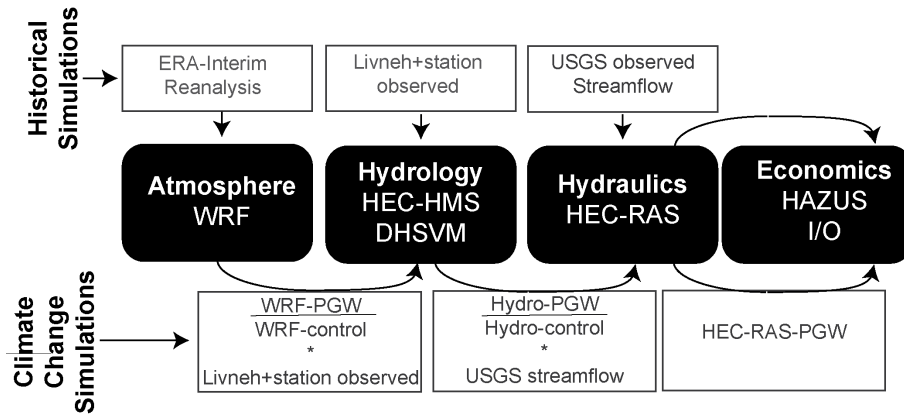 Historical
Simulations
ERA-Interim
Reanalysis
Livneh+station
observed
USGS observed
Streamflow
Atmosphere
WRF
Hydrology
HEC-HMS
DHSVM
Hydraulics
HEC-RAS
Economics
HAZUS
I/O
Climate
Change
Simulations
WRF-PGW
WRF-control
*
Livneh+station observed
Hydro-PGW
Hydro-control
*
USGS streamflow
HEC-RAS-PGW